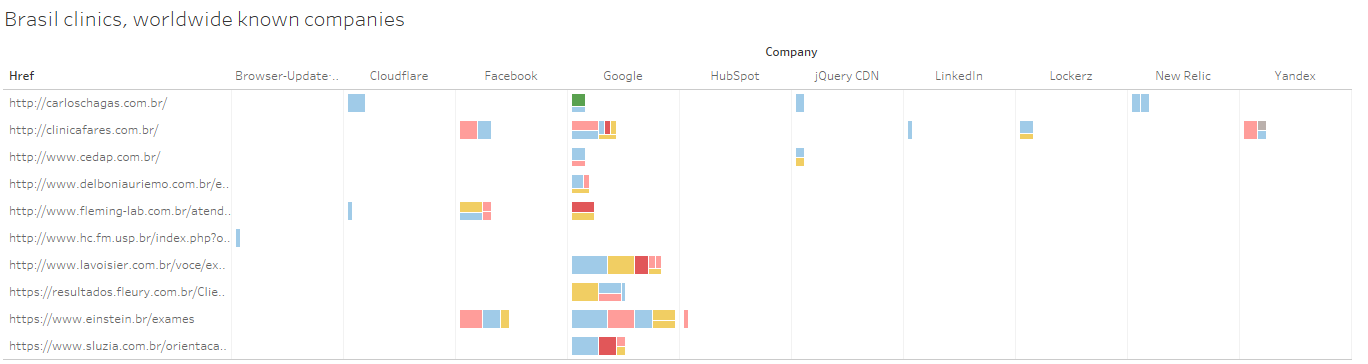 Brasil clinics, worldwide known companies
Company
Href Browser-Update-.. Cloudflare Facebook Google HubSpot jQuery CDN LinkedIn Lockerz New Relic Yandex
http://carloschagas.com.br/
http://clinicafares.com.br/
http://www.cedap.com.br/
http://www.delboniauriemo.com.br/e..
http://www.fleming-lab.com.br/atend..
http://www.hc.fm.usp.br/index.php?o..
http://www.lavoisier.com.br/voce/ex..
https://resultados.fleury.com.br/Clie..
https://www.einstein.br/exames
https://www.sluzia.com.br/orientaca..